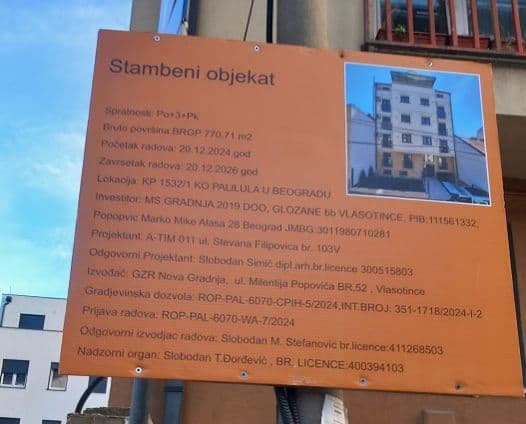 Stambeni objekat
Spratnosti: Po+3+Pk
Bruto površina BRGP 770,71 m2
Početak radova: 20.12.2024 god
Zavrsetak radova: 20.12.2026 god
Lokacija: KP 1532/1 KO PALILULA U BEOGRADU
Investitor: MS GRADNJA 2019 DOO, GLOZANE bb VLASOTINCE, PIB:111561332,
Popopvic Marko Mike Alasa 28 Beograd JMBG:3011980710281
Projektant: A-TIM 011 ul. Stevana Filipovica br. 103V
Odgovorni Projektant: Slobodan Simić dipl.arh.br.licence 300515803
Izvođač: GZR Nova Gradnja, ul. Milentija Popovića BR,52 , Vlasotince
Gradjevinska dozvola: ROP-PAL-6070-CPIH-5/2024,INT.BROJ: 351-1718/2024-I-2
Prijava radova: ROP-PAL-6070-WA-7/2024
Odgovorni izvodjac radova: Slobodan M. Stefanovic br.licence:411268503
Nadzorni organ: Slobodan T.Đorđević , BR. LICENCE:400394103